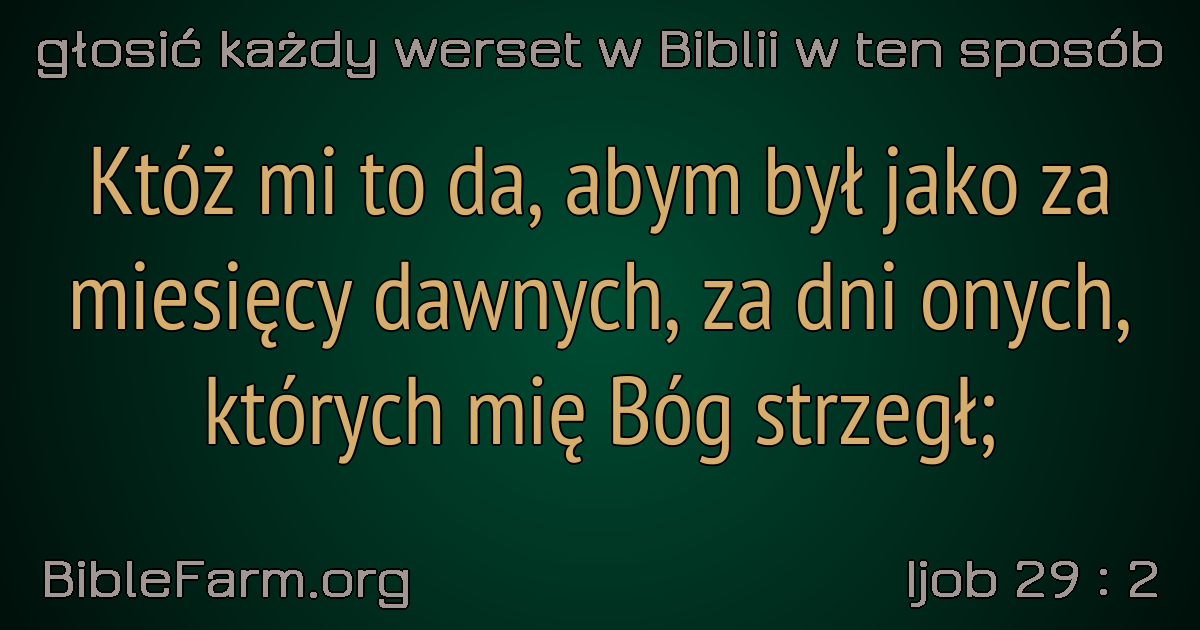 głosić każdy werset w Biblii w ten sposób
Któż mi to da, abym był jako za
miesięcy dawnych, za dni onych,
których mię Bóg strzegł;
BibleFarm.org
Ijob 29 : 2